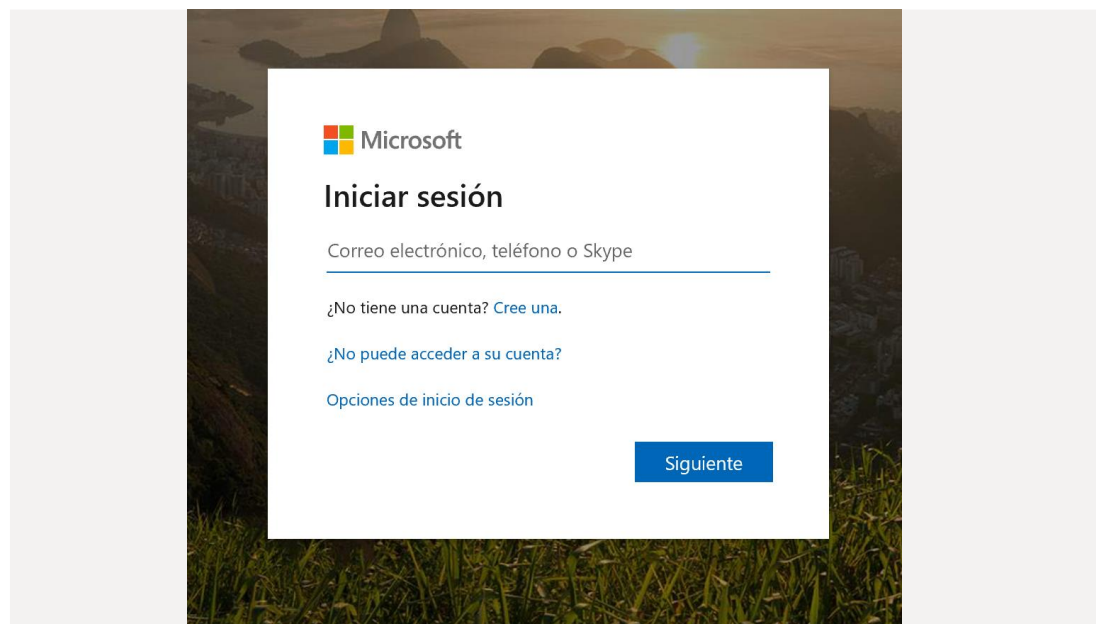 Microsoft
Iniciar sesión
Correo electrónico, teléfono o Skype
¿No tiene una cuenta? Cree una.
¿No puede acceder a su cuenta?
Opciones de inicio de sesión
Siguiente